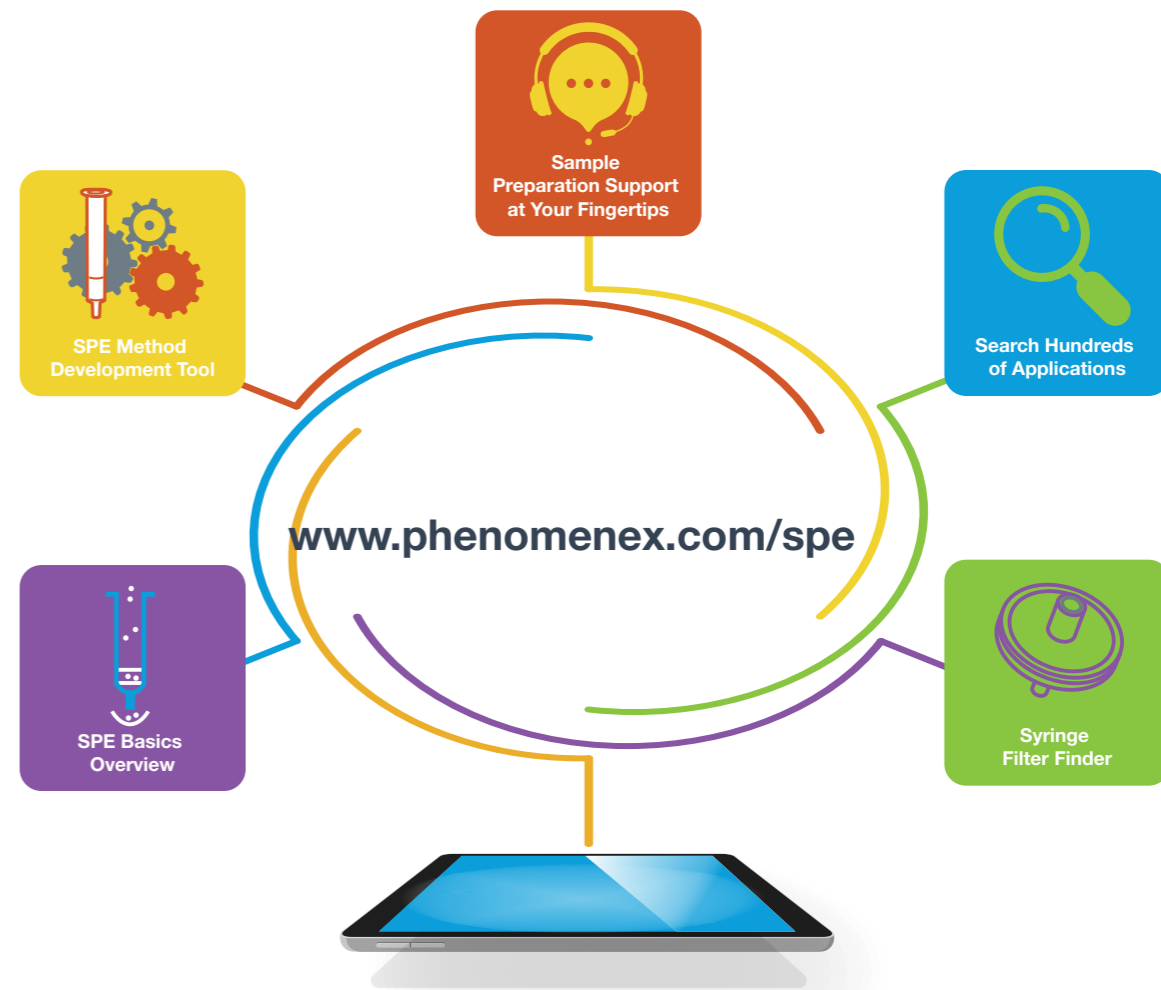 Sample
Preparation Support
at Your Fingertips
SPE Method
Development Tool
Search Hundreds
of Applications
www.phenomenex.com/spe
SPE Basics
Overview
Syringe
Filter Finder